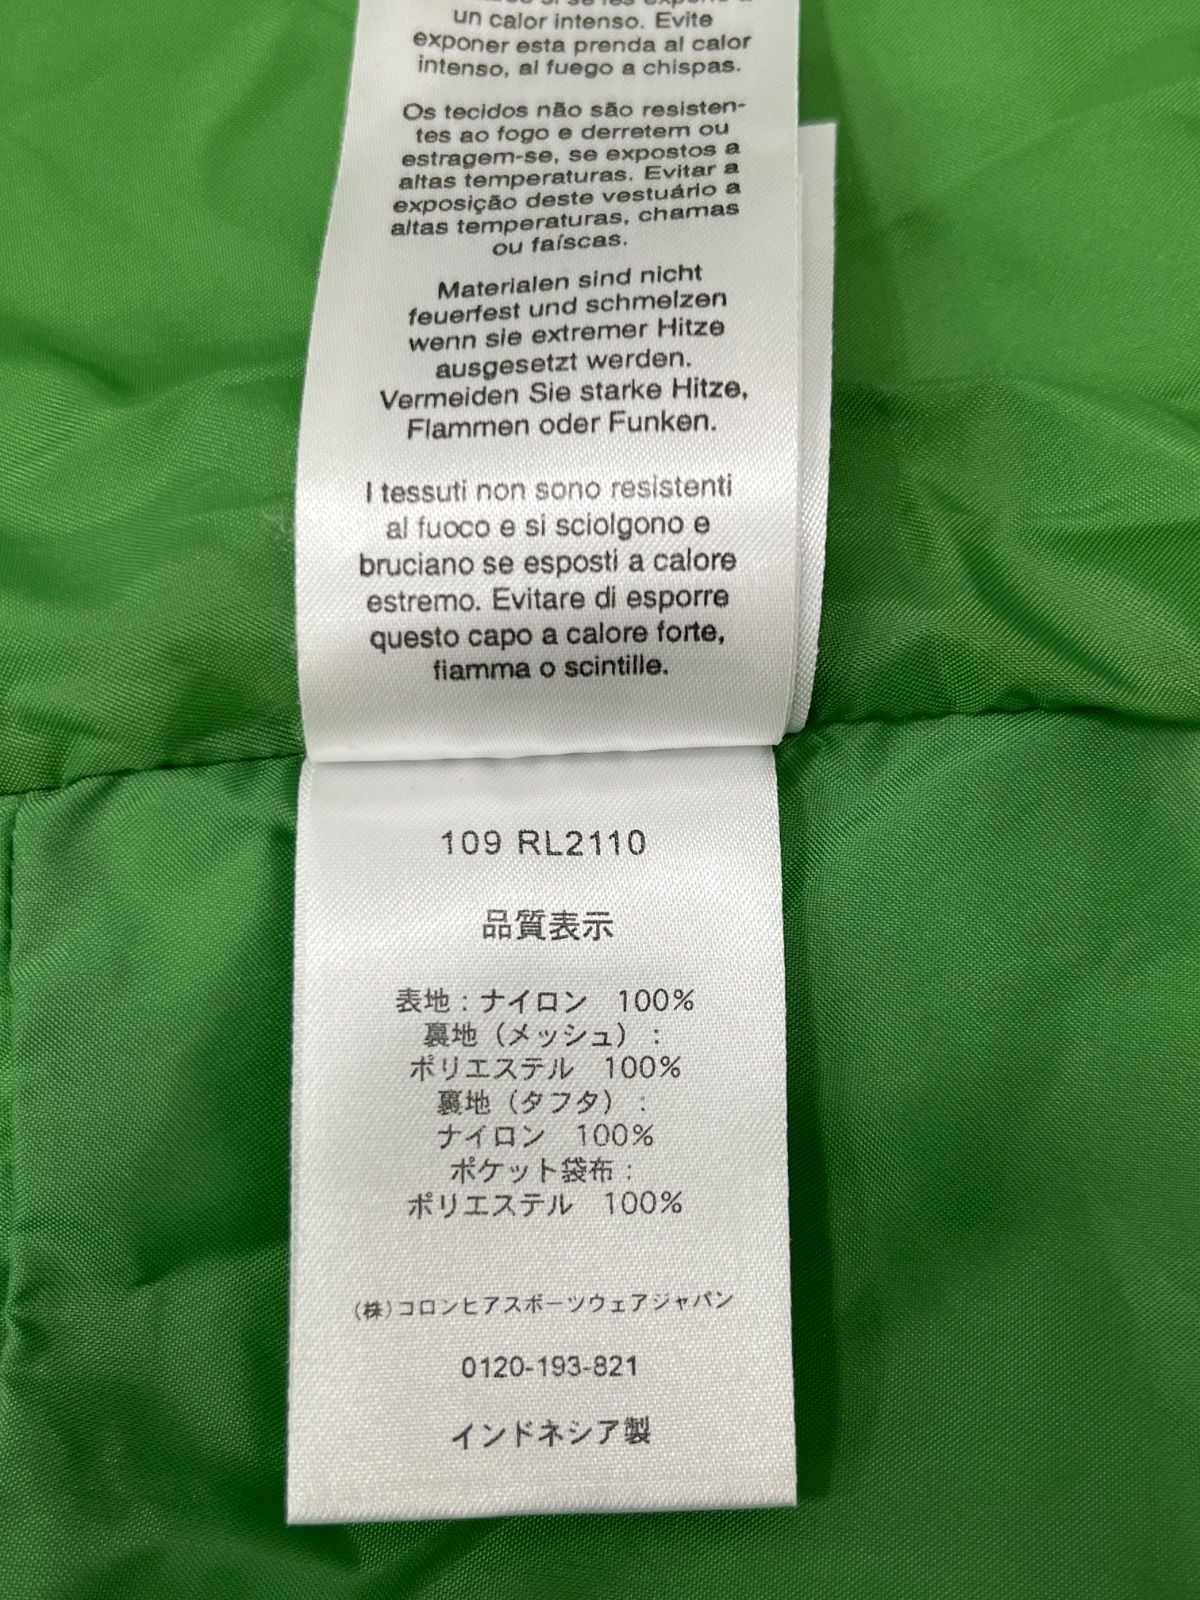 un calor intenso. Evite
exponer esta prenda al calor
intenso, al fuego a chispas.
Os tecidos não são resisten-
tes ao fogo e derretem ou
estragem-se, se expostos a
altas temperaturas. Evitar a
exposição deste vestuário a
altas temperaturas, chamas
ou faíscas.
Materialen sind nicht
feuerfest und schmelzen
wenn sie extremer Hitze
ausgesetzt werden.
Vermeiden Sie starke Hitze,
Flammen oder Funken.
I tessuti non sono resistenti
al fuoco e si sciolgono e
bruciano se esposti a calore
estremo. Evitare di esporre
questo capo a calore forte,
fiamma o scintille.
109 RL2110
品質表示
表地：ナイロン 100%
裏地（メッシュ）：
ポリエステル 100%
裏地（タフタ）：
ナイロン 100%
ポケット袋布：
ポリエステル 100%
(株)コロンビアスポーツウェアジャパン
0120-193-821
インドネシア製